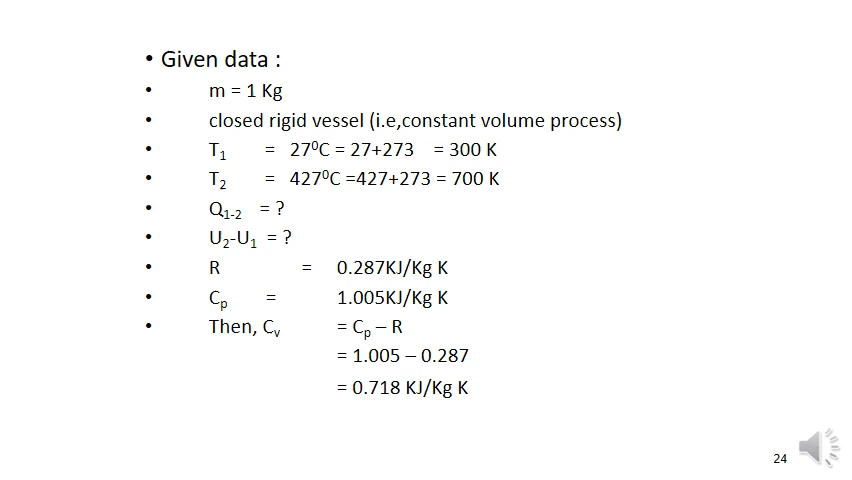 • Given data :
• m = 1 Kg
• closed rigid vessel (i.e,constant volume process)
• T₁ = 27⁰C = 27+273 = 300 K
• T₂ = 427⁰C =427+273 = 700 K
• Q₁₋₂ = ?
• U₂-U₁ = ?
• R = 0.287KJ/Kg K
• Cₚ = 1.005KJ/Kg K
• Then, Cᵥ = Cₚ – R
= 1.005 – 0.287
= 0.718 KJ/Kg K
24